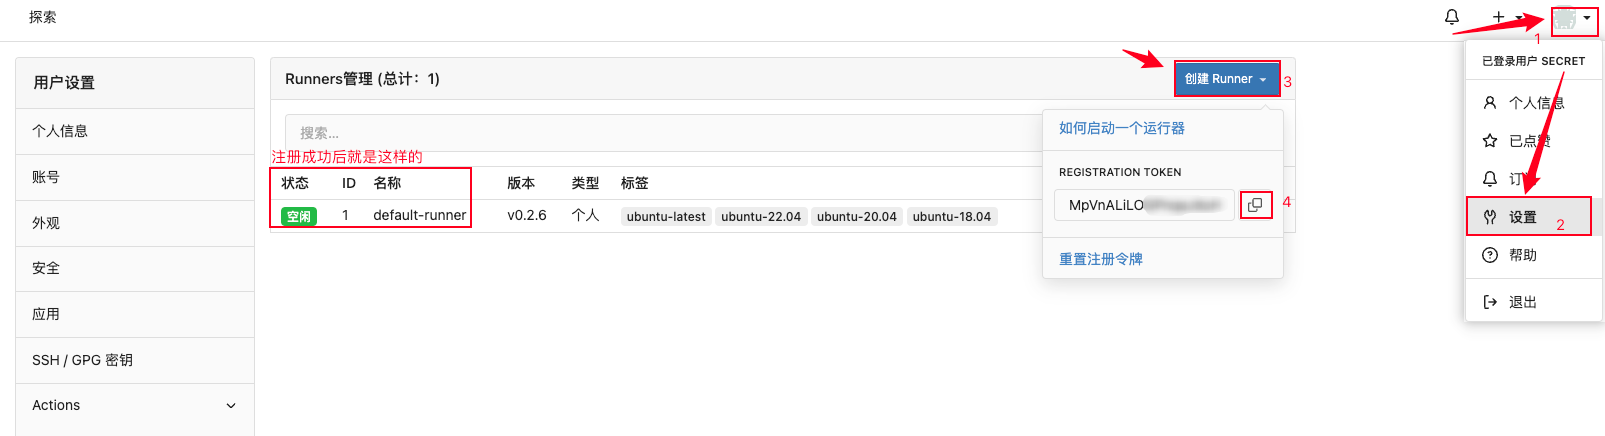 探索
1
已登录用户 SECRET
用户设置
Runners管理 (总计：1)
创建 Runner
3
个人信息
个人信息
搜索...
如何启动一个运行器
已点赞
注册成功后就是这样的
账号
状态 ID 名称 版本 类型 标签
REGISTRATION TOKEN
空闲 1 default-runner v0.2.6 个人 ubuntu-latest ubuntu-22.04 ubuntu-20.04 ubuntu-18.04
MpVnALiLO
4
外观
设置
2
安全
重置注册令牌
帮助
应用
退出
SSH / GPG 密钥
Actions